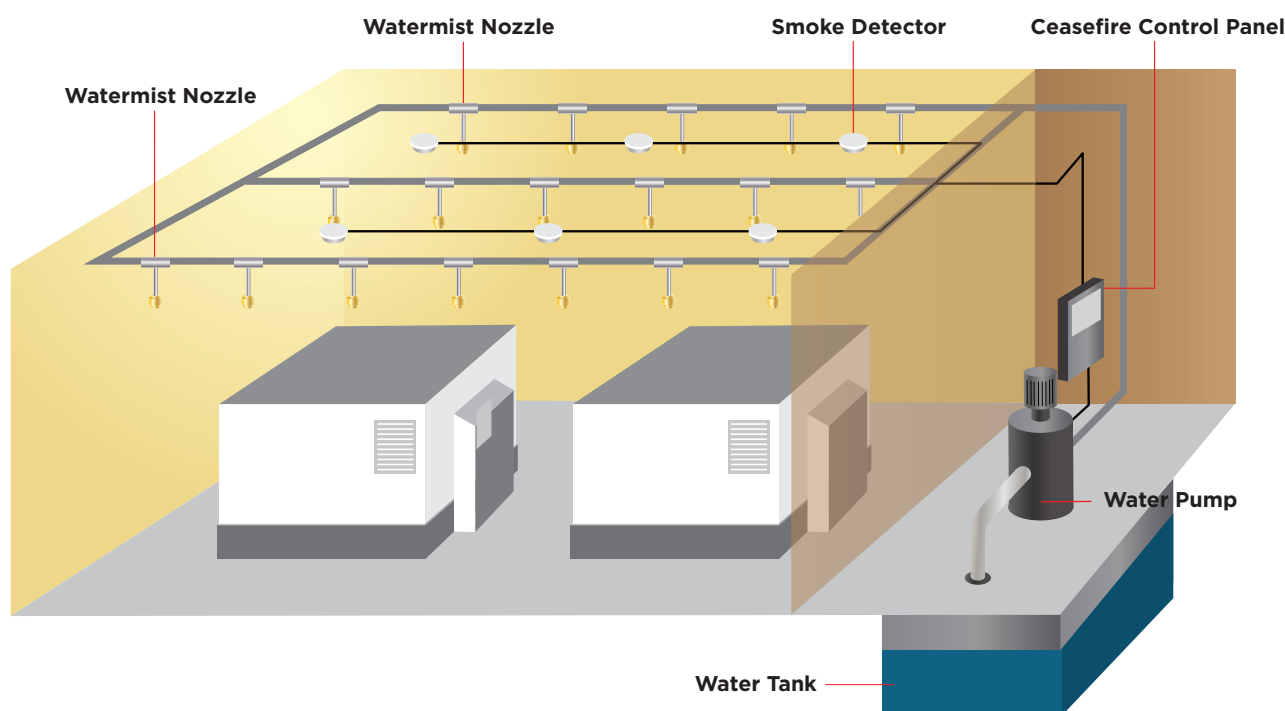 Watermist Nozzle
Smoke Detector
Ceasefire Control Panel
Watermist Nozzle
Water Pump
Water Tank